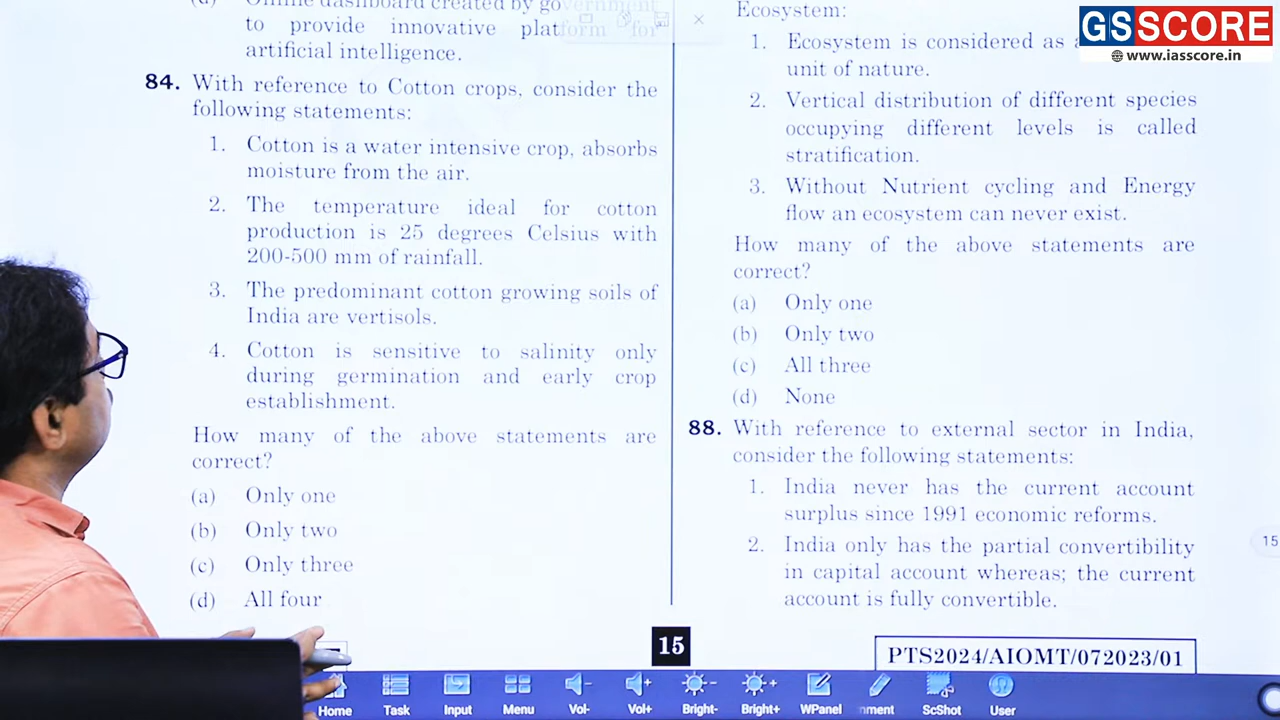 (d) Online dashboard created by government
to provide innovative platform for
artificial intelligence.
84. With reference to Cotton crops, consider the
following statements:
1. Cotton is a water intensive crop, absorbs
moisture from the air.
2. The temperature ideal for cotton
production is 25 degrees Celsius with
200-500 mm of rainfall.
3. The predominant cotton growing soils of
India are vertisols.
4. Cotton is sensitive to salinity only
during germination and early crop
establishment.
How many of the above statements are
correct?
(a) Only one
(b) Only two
(c) Only three
(d) All four
Ecosystem:
1. Ecosystem is considered as a
unit of nature.
2. Vertical distribution of different species
occupying different levels is called
stratification.
3. Without Nutrient cycling and Energy
flow an ecosystem can never exist.
How many of the above statements are
correct?
(a) Only one
(b) Only two
(c) All three
(d) None
88. With reference to external sector in India,
consider the following statements:
1. India never has the current account
surplus since 1991 economic reforms.
2. India only has the partial convertibility
in capital account whereas; the current
account is fully convertible.
GSSCORE
www.iasscore.in
15
15
PTS2024/AIOMT/072023/01
Home Task Input Menu Vol- Vol+ Bright- Bright+ WPanel nment ScShot User